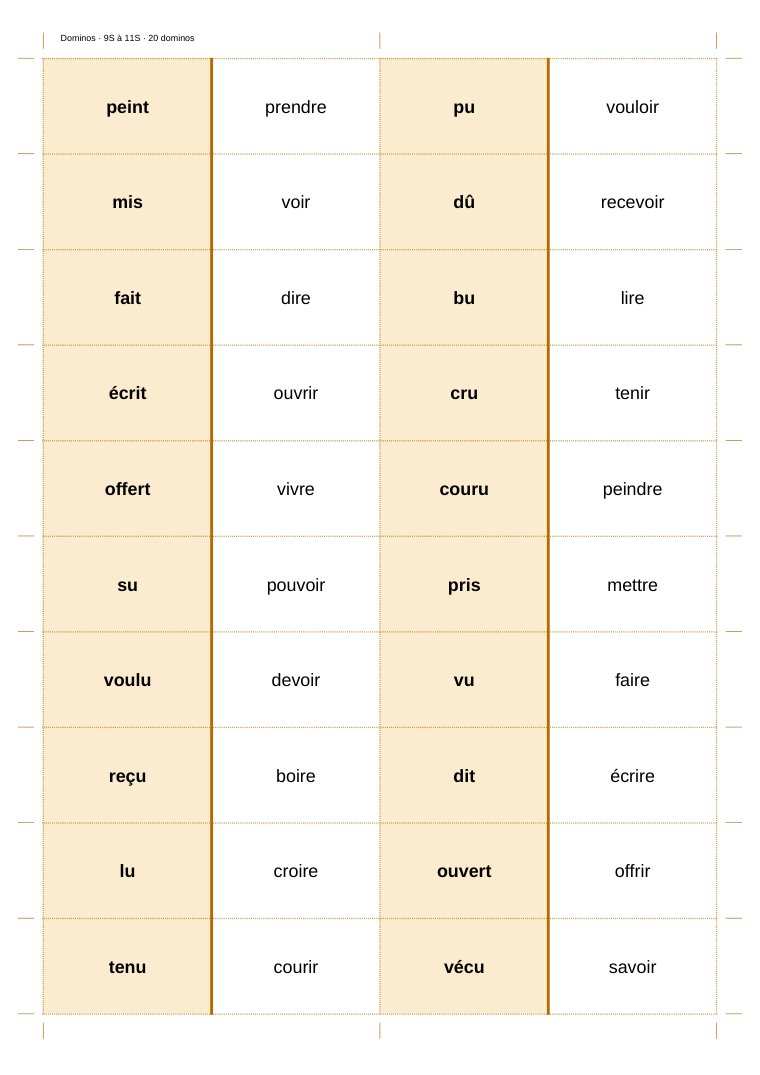 Dominos · 9S à 11S · 20 dominos
peint prendre pu vouloir
mis voir dû recevoir
fait dire bu lire
écrit ouvrir cru tenir
offert vivre couru peindre
su pouvoir pris mettre
voulu devoir vu faire
reçu boire dit écrire
lu croire ouvert offrir
tenu courir vécu savoir